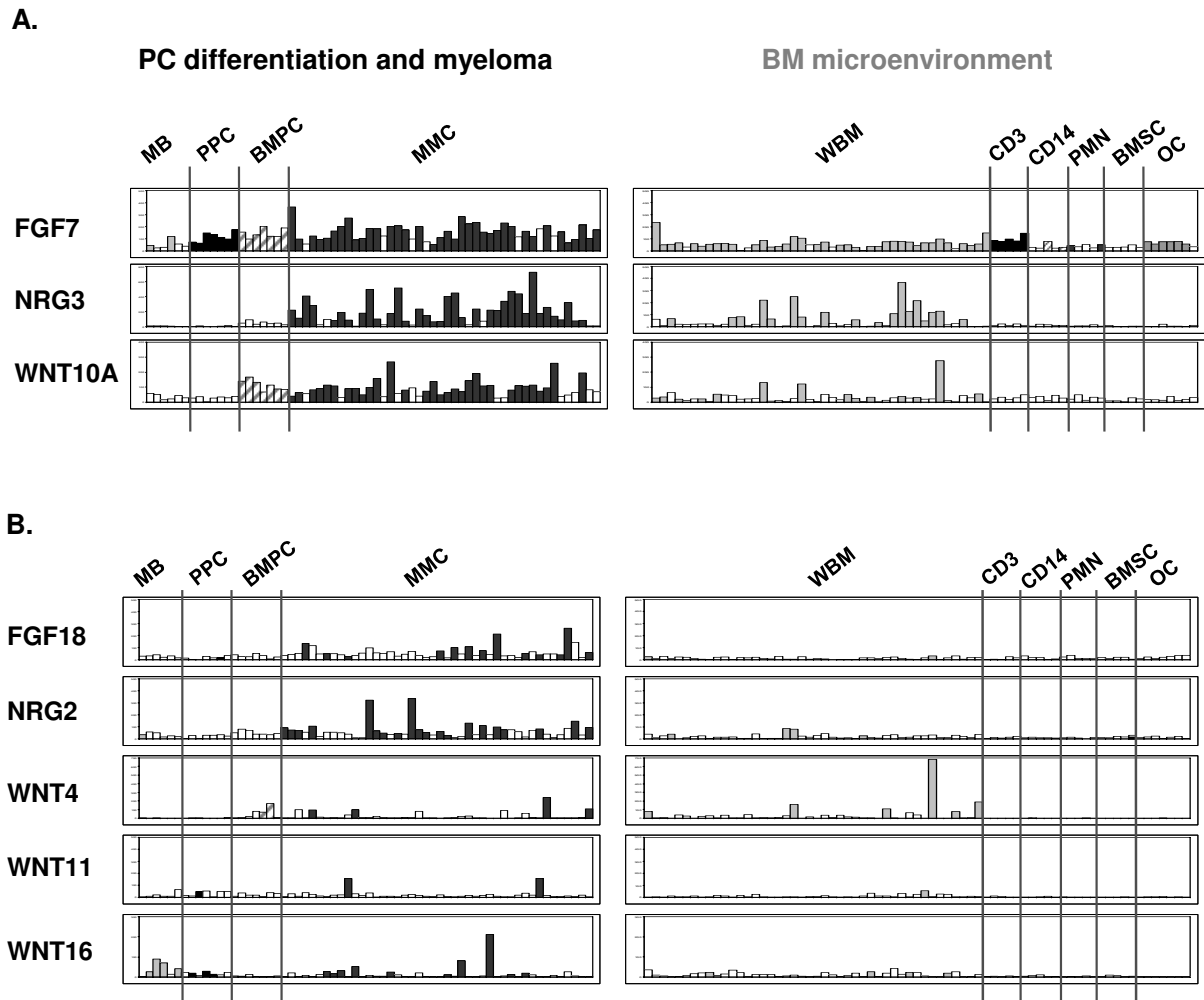 A.
PC differentiation and myeloma
BM microenvironment
MB PPC BMPC MMC
WBM CD3 CD14 PMN BMSC OC
FGF7
NRG3
WNT10A
B.
MB PPC BMPC MMC
WBM CD3 CD14 PMN BMSC OC
FGF18
NRG2
WNT4
WNT11
WNT16